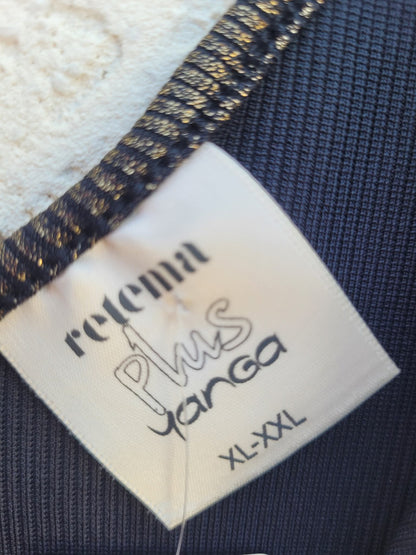 retema
plus
yanga
XL-XXL